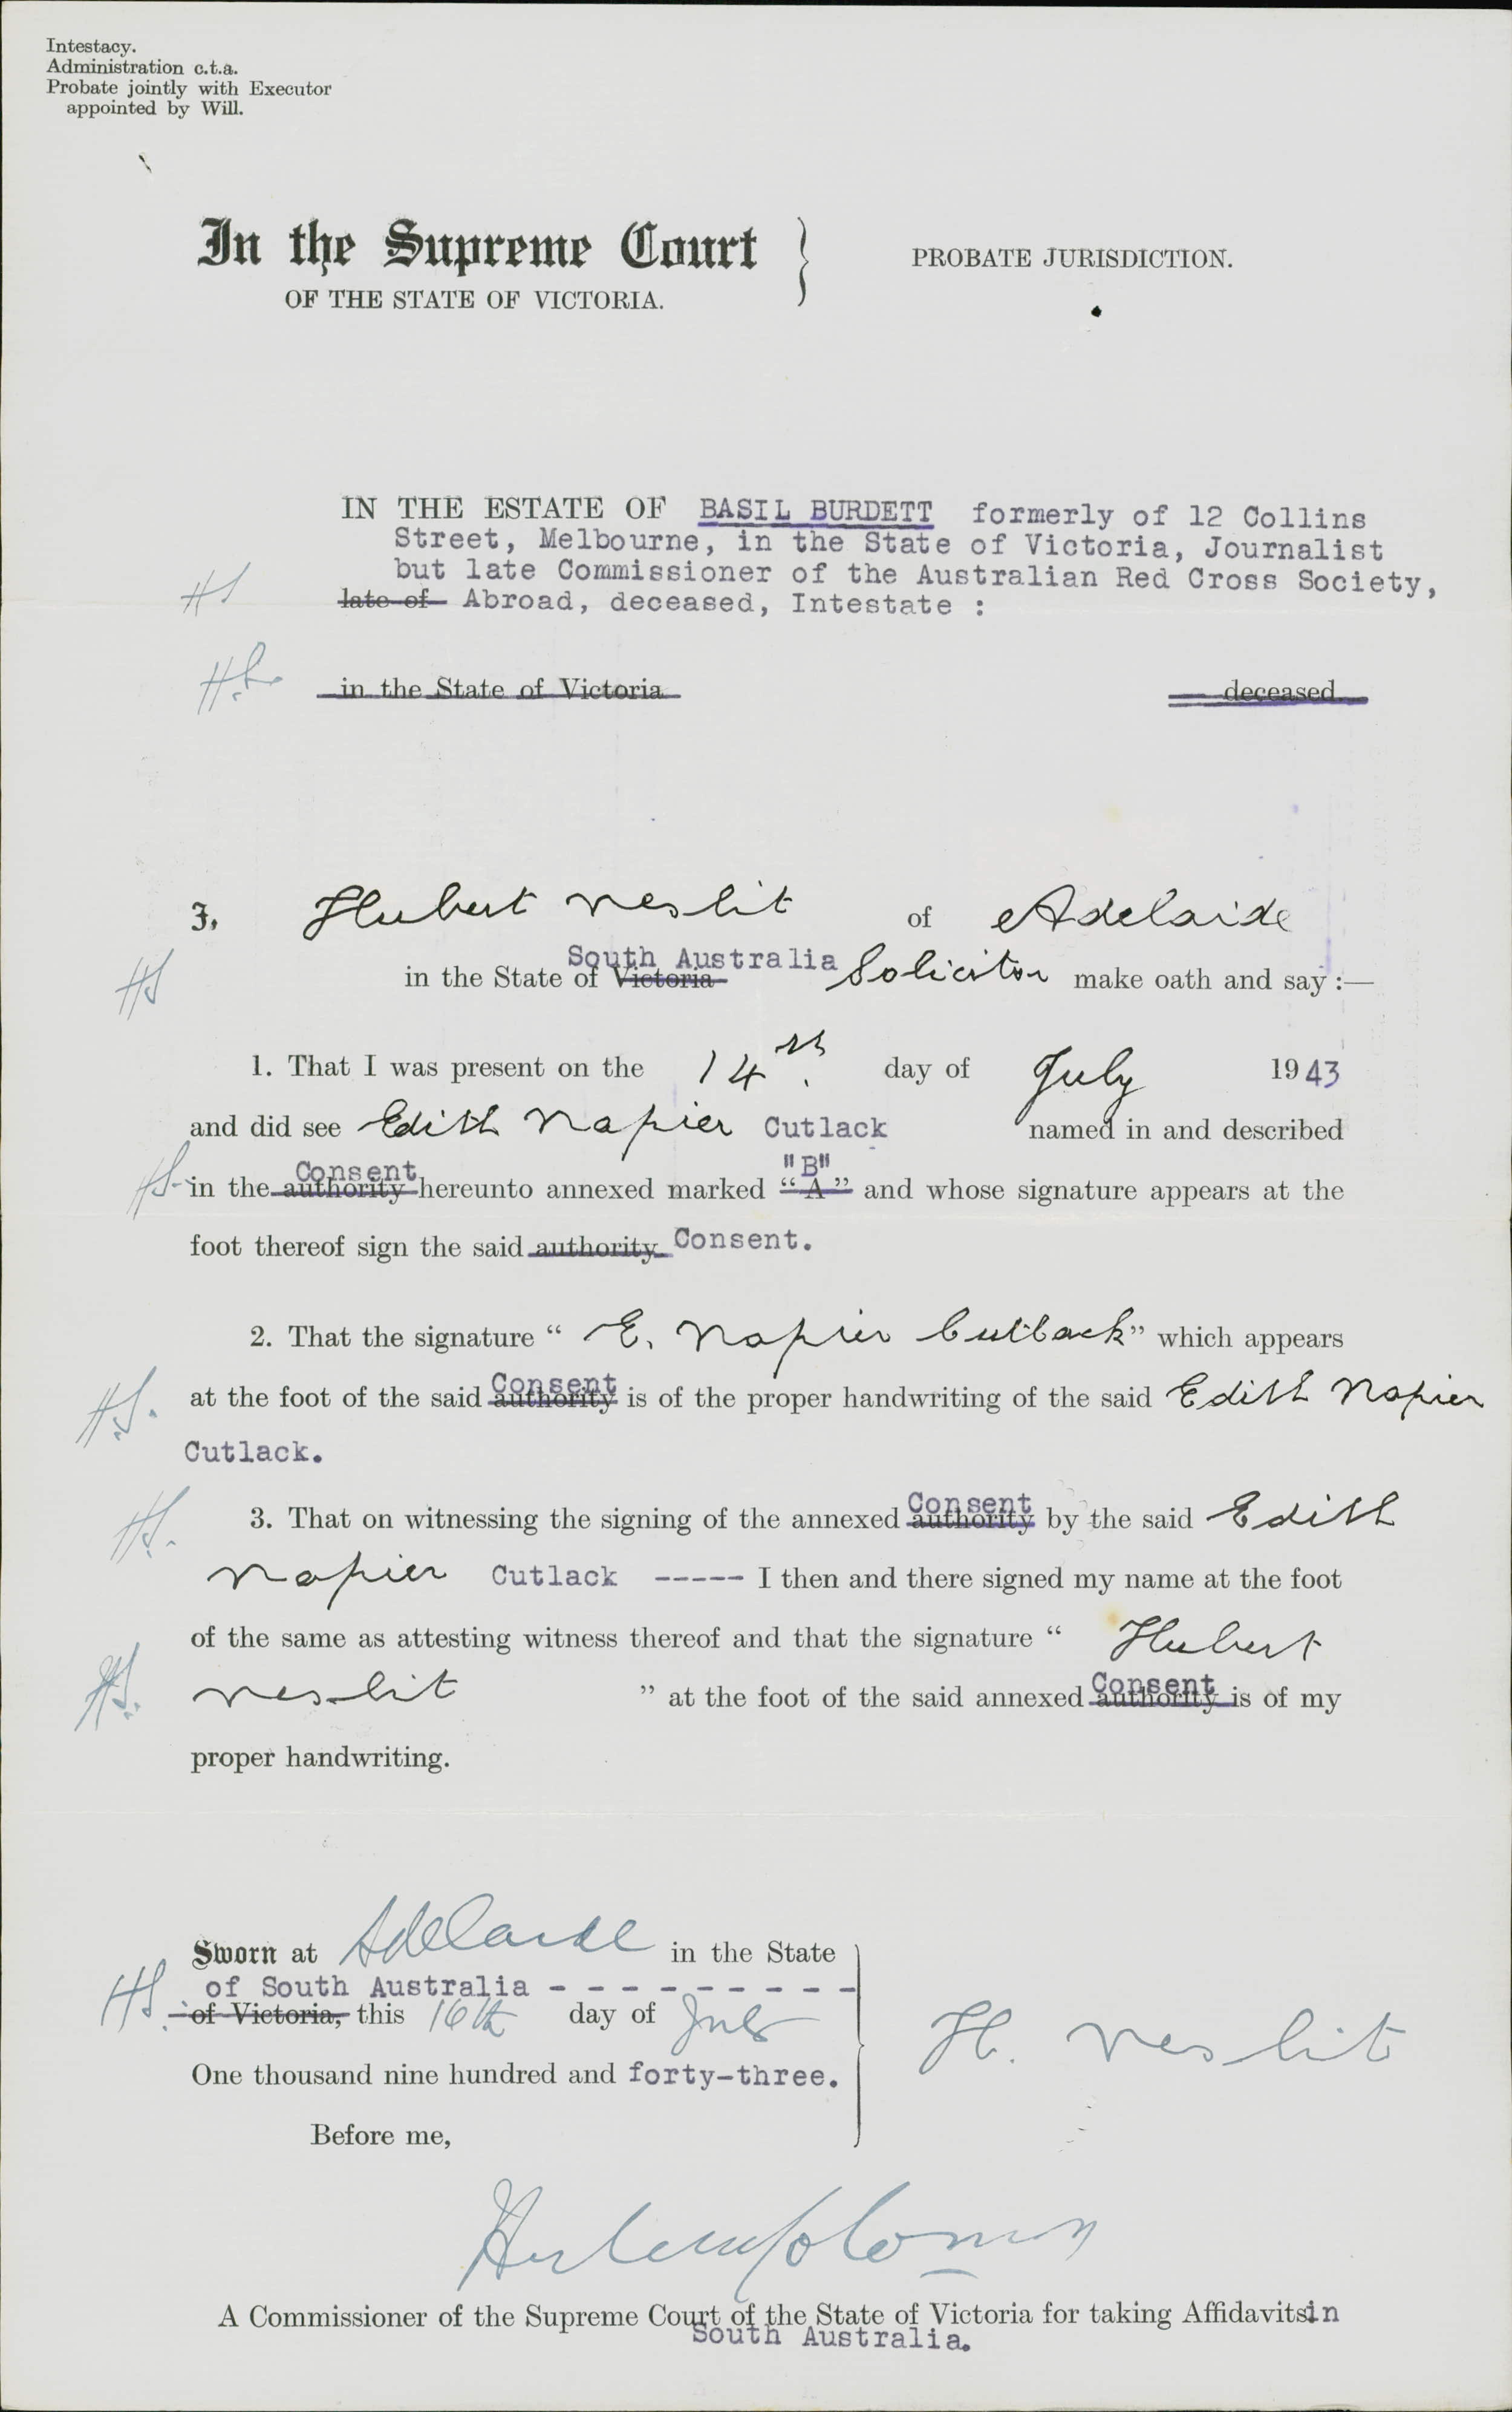 Intestacy.
Administration c.t.a.
Probate jointly with Executor
appointed by Will.
In the Supreme Court } PROBATE JURISDICTION.
OF THE STATE OF VICTORIA.
IN THE ESTATE OF BASIL BURDETT formerly of 12 Collins
Street, Melbourne, in the State of Victoria, Journalist
but late Commissioner of the Australian Red Cross Society,
HS late of Abroad, deceased, Intestate :
H.S. in the State of Victoria deceased.
I, Hubert Nesbit of Adelaide
South Australia
HS in the State of Victoria Solicitor make oath and say :—
1. That I was present on the 14th. day of July 1943
and did see Edith Napier Cutlack named in and described
Consent "B"
HS in the authority hereunto annexed marked “ A ” and whose signature appears at the
foot thereof sign the said authority Consent.
2. That the signature “ E. Napier Cutlack ” which appears
Consent
H.S. at the foot of the said authority is of the proper handwriting of the said Edith Napier
Cutlack.
Consent
H.S. 3. That on witnessing the signing of the annexed authority by the said Edith
Napier Cutlack ----- I then and there signed my name at the foot
of the same as attesting witness thereof and that the signature “ Hubert
Consent
H.S. Nesbit ” at the foot of the said annexed authority is of my
proper handwriting.
Sworn at Adelaide in the State
of South Australia - - - - - - - - -
HS. of Victoria, this 16th day of July
One thousand nine hundred and forty-three. H. Nesbit
Before me,
A Commissioner of the Supreme Court of the State of Victoria for taking Affidavits in
South Australia.